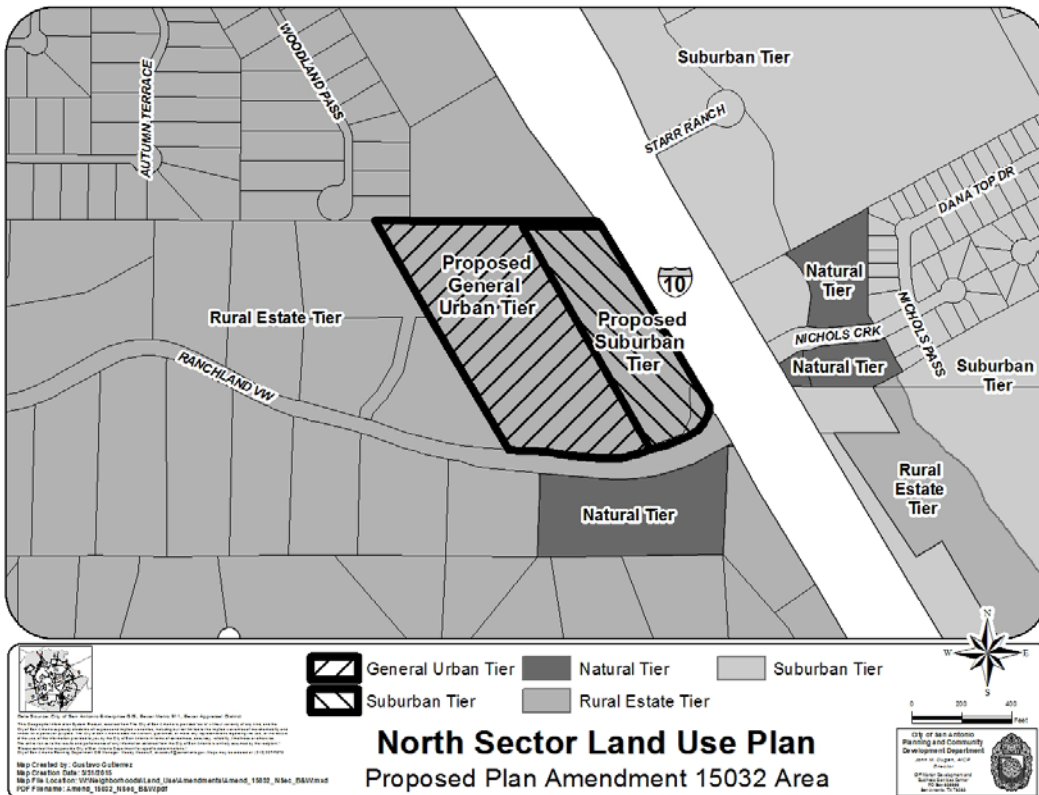 WOODLAND PASS
AUTUMN TERRACE
Suburban Tier
STARR RANCH
DANA TOP DR
Proposed
General
Urban Tier
10
Natural
Tier
Rural Estate Tier
Proposed
Suburban
Tier
NICHOLS CRK
NICHOLS PASS
Natural Tier
Suburban
Tier
RANCHLAND VW
Rural
Estate
Tier
Natural Tier
N
W
E
S
General Urban Tier
Natural Tier
Suburban Tier
Suburban Tier
Rural Estate Tier
0 200 400
Feet
North Sector Land Use Plan
Proposed Plan Amendment 15032 Area
Map Created by: Gustavo Gutierrez
City of San Antonio
Planning and Community
Development Department